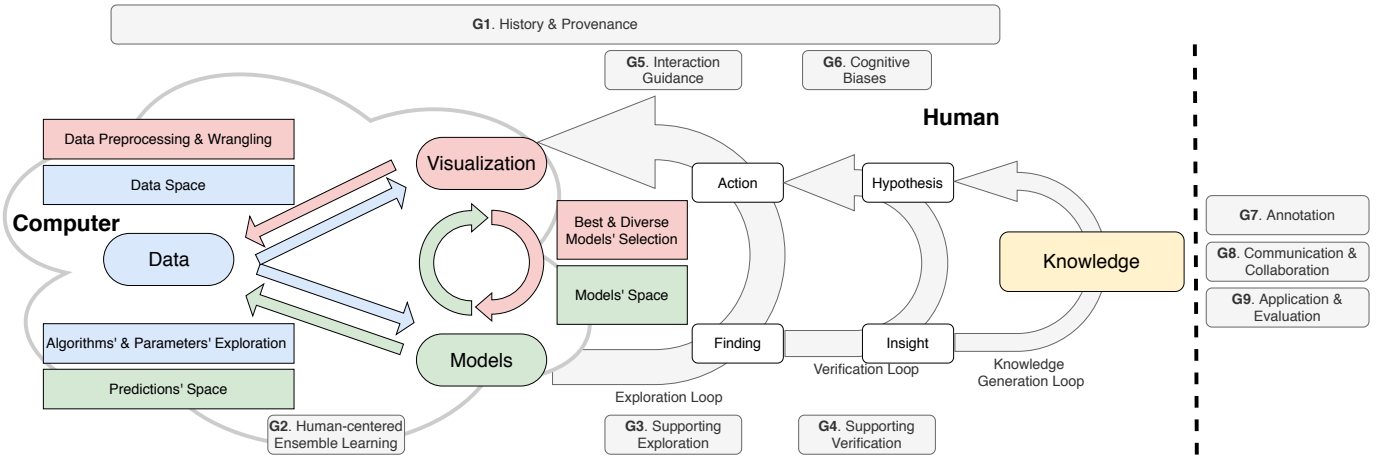 G1. History & Provenance
G5. Interaction
Guidance
G6. Cognitive
Biases
Human
Data Preprocessing & Wrangling
Visualization
Data Space
Action
Hypothesis
Computer
Best & Diverse
Models' Selection
G7. Annotation
Data
Knowledge
G8. Communication &
Collaboration
Models' Space
G9. Application &
Evaluation
Algorithms' & Parameters' Exploration
Finding
Insight
Models
Predictions' Space
Exploration Loop
Verification Loop
Knowledge
Generation Loop
G2. Human-centered
Ensemble Learning
G3. Supporting
Exploration
G4. Supporting
Verification